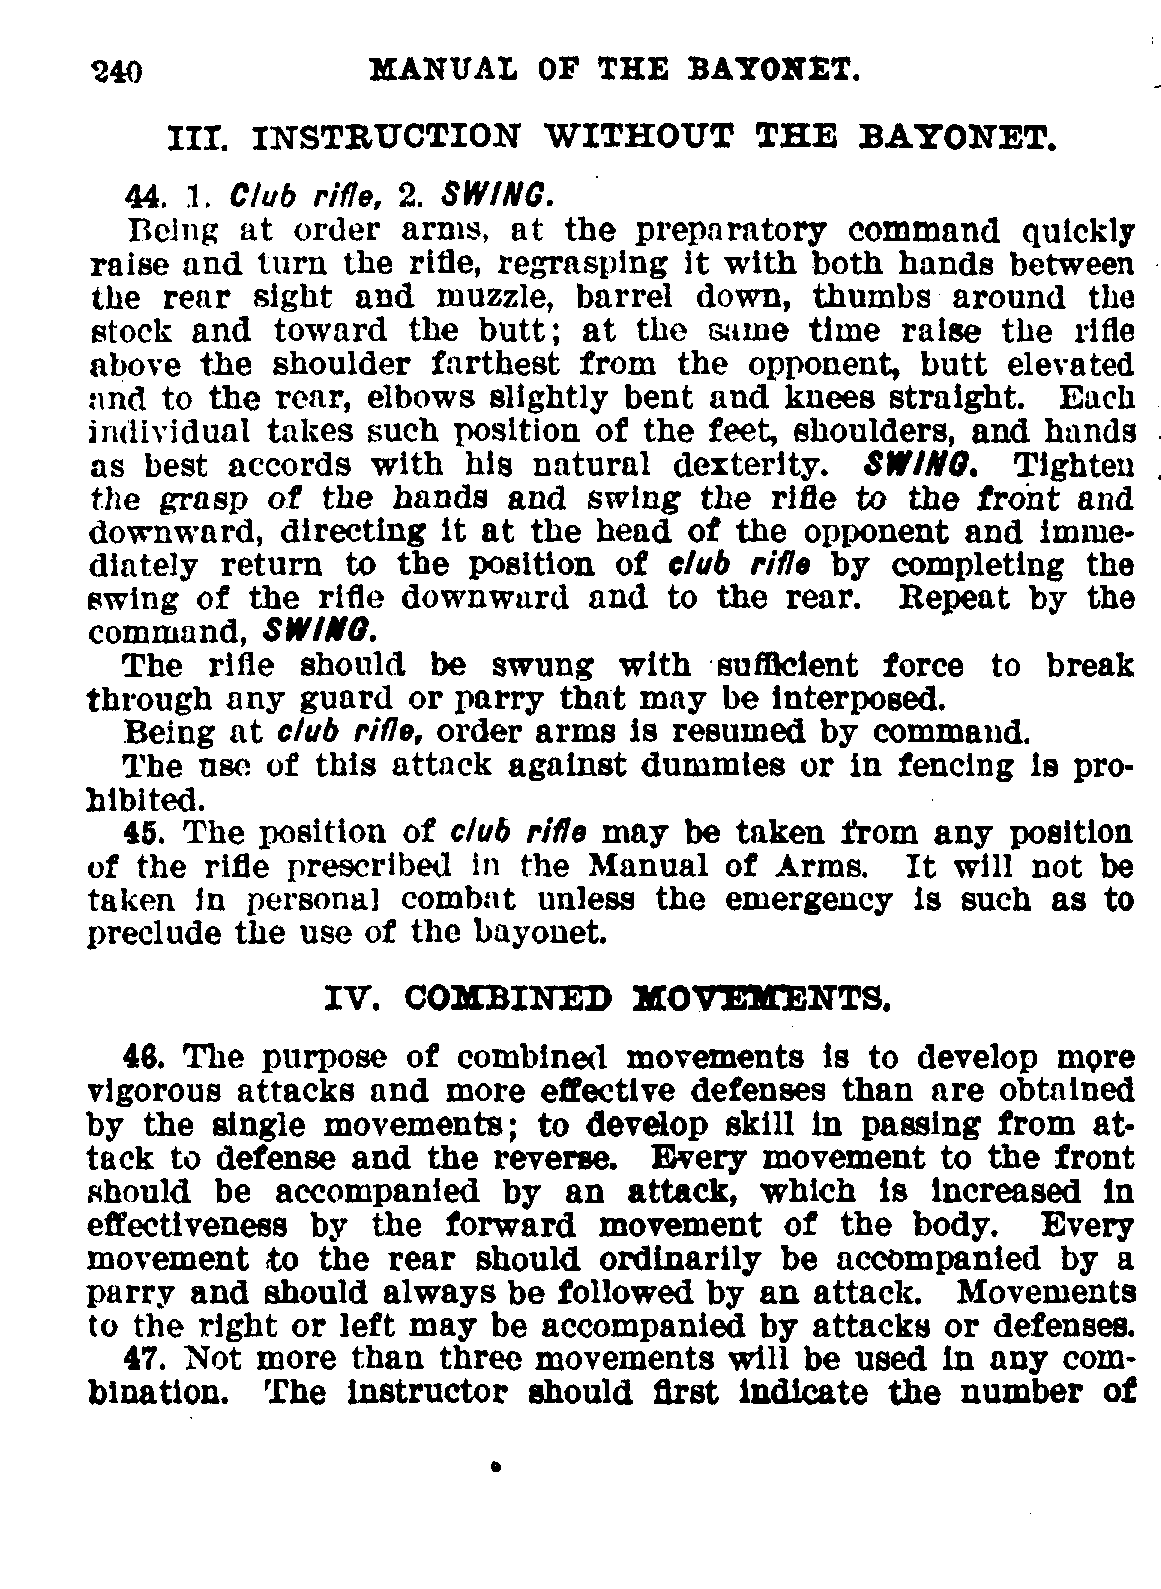 240 MANUAL OF THE BAYONET.
III. INSTRUCTION WITHOUT THE BAYONET.
44. 1. Club rifle, 2. SWING.
Being at order arms, at the preparatory command quickly
raise and turn the rifle, regrasping it with both hands between
the rear sight and muzzle, barrel down, thumbs around the
stock and toward the butt; at the same time raise the rifle
above the shoulder farthest from the opponent, butt elevated
and to the rear, elbows slightly bent and knees straight. Each
individual takes such position of the feet, shoulders, and hands
as best accords with his natural dexterity. SWING. Tighten
the grasp of the hands and swing the rifle to the front and
downward, directing it at the head of the opponent and imme-
diately return to the position of club rifle by completing the
swing of the rifle downward and to the rear. Repeat by the
command, SWING.
The rifle should be swung with sufficient force to break
through any guard or parry that may be interposed.
Being at club rifle, order arms is resumed by command.
The use of this attack against dummies or in fencing is pro-
hibited.
45. The position of club rifle may be taken from any position
of the rifle prescribed in the Manual of Arms. It will not be
taken in personal combat unless the emergency is such as to
preclude the use of the bayonet.
IV. COMBINED MOVEMENTS.
46. The purpose of combined movements is to develop more
vigorous attacks and more effective defenses than are obtained
by the single movements; to develop skill in passing from at-
tack to defense and the reverse. Every movement to the front
should be accompanied by an attack, which is increased in
effectiveness by the forward movement of the body. Every
movement to the rear should ordinarily be accompanied by a
parry and should always be followed by an attack. Movements
to the right or left may be accompanied by attacks or defenses.
47. Not more than three movements will be used in any com-
bination. The instructor should first indicate the number of